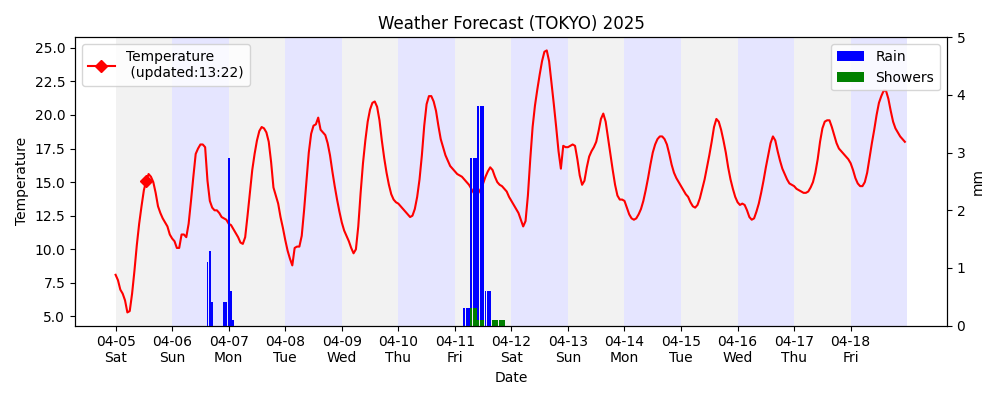 Weather Forecast (TOKYO) 2025
Temperature
(updated:13:22)
Rain
Showers
25.0
22.5
20.0
17.5
15.0
12.5
10.0
7.5
5.0
Temperature
5
4
3
2
1
0
mm
04-05 04-06 04-07 04-08 04-09 04-10 04-11 04-12 04-13 04-14 04-15 04-16 04-17 04-18
Sat Sun Mon Tue Wed Thu Fri Sat Sun Mon Tue Wed Thu Fri
Date